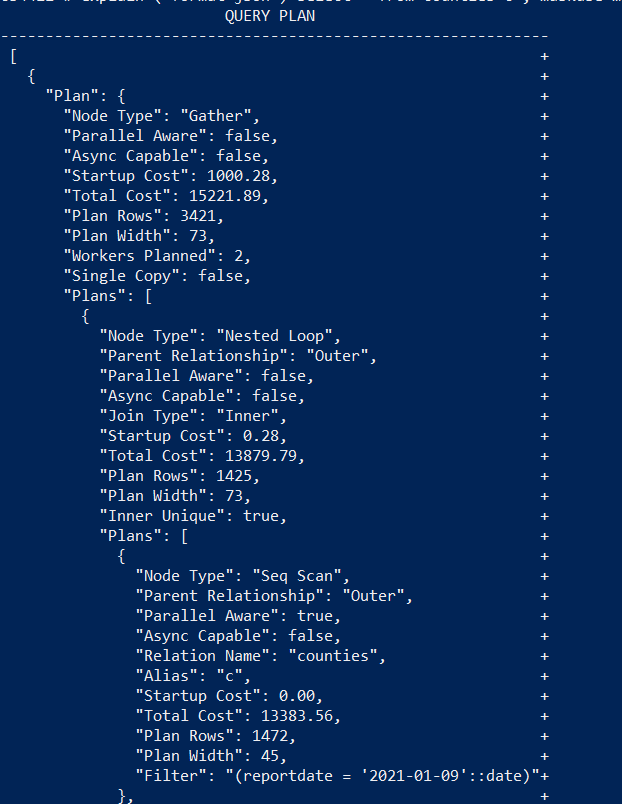 QUERY PLAN
-----------------------------------------------------------
[ +
{ +
"Plan": { +
"Node Type": "Gather", +
"Parallel Aware": false, +
"Async Capable": false, +
"Startup Cost": 1000.28, +
"Total Cost": 15221.89, +
"Plan Rows": 3421, +
"Plan Width": 73, +
"Workers Planned": 2, +
"Single Copy": false, +
"Plans": [ +
{ +
"Node Type": "Nested Loop", +
"Parent Relationship": "Outer", +
"Parallel Aware": false, +
"Async Capable": false, +
"Join Type": "Inner", +
"Startup Cost": 0.28, +
"Total Cost": 13879.79, +
"Plan Rows": 1425, +
"Plan Width": 73, +
"Inner Unique": true, +
"Plans": [ +
{ +
"Node Type": "Seq Scan", +
"Parent Relationship": "Outer", +
"Parallel Aware": true, +
"Async Capable": false, +
"Relation Name": "counties", +
"Alias": "c", +
"Startup Cost": 0.00, +
"Total Cost": 13383.56, +
"Plan Rows": 1472, +
"Plan Width": 45, +
"Filter": "(reportdate = '2021-01-09'::date)"+
}, +